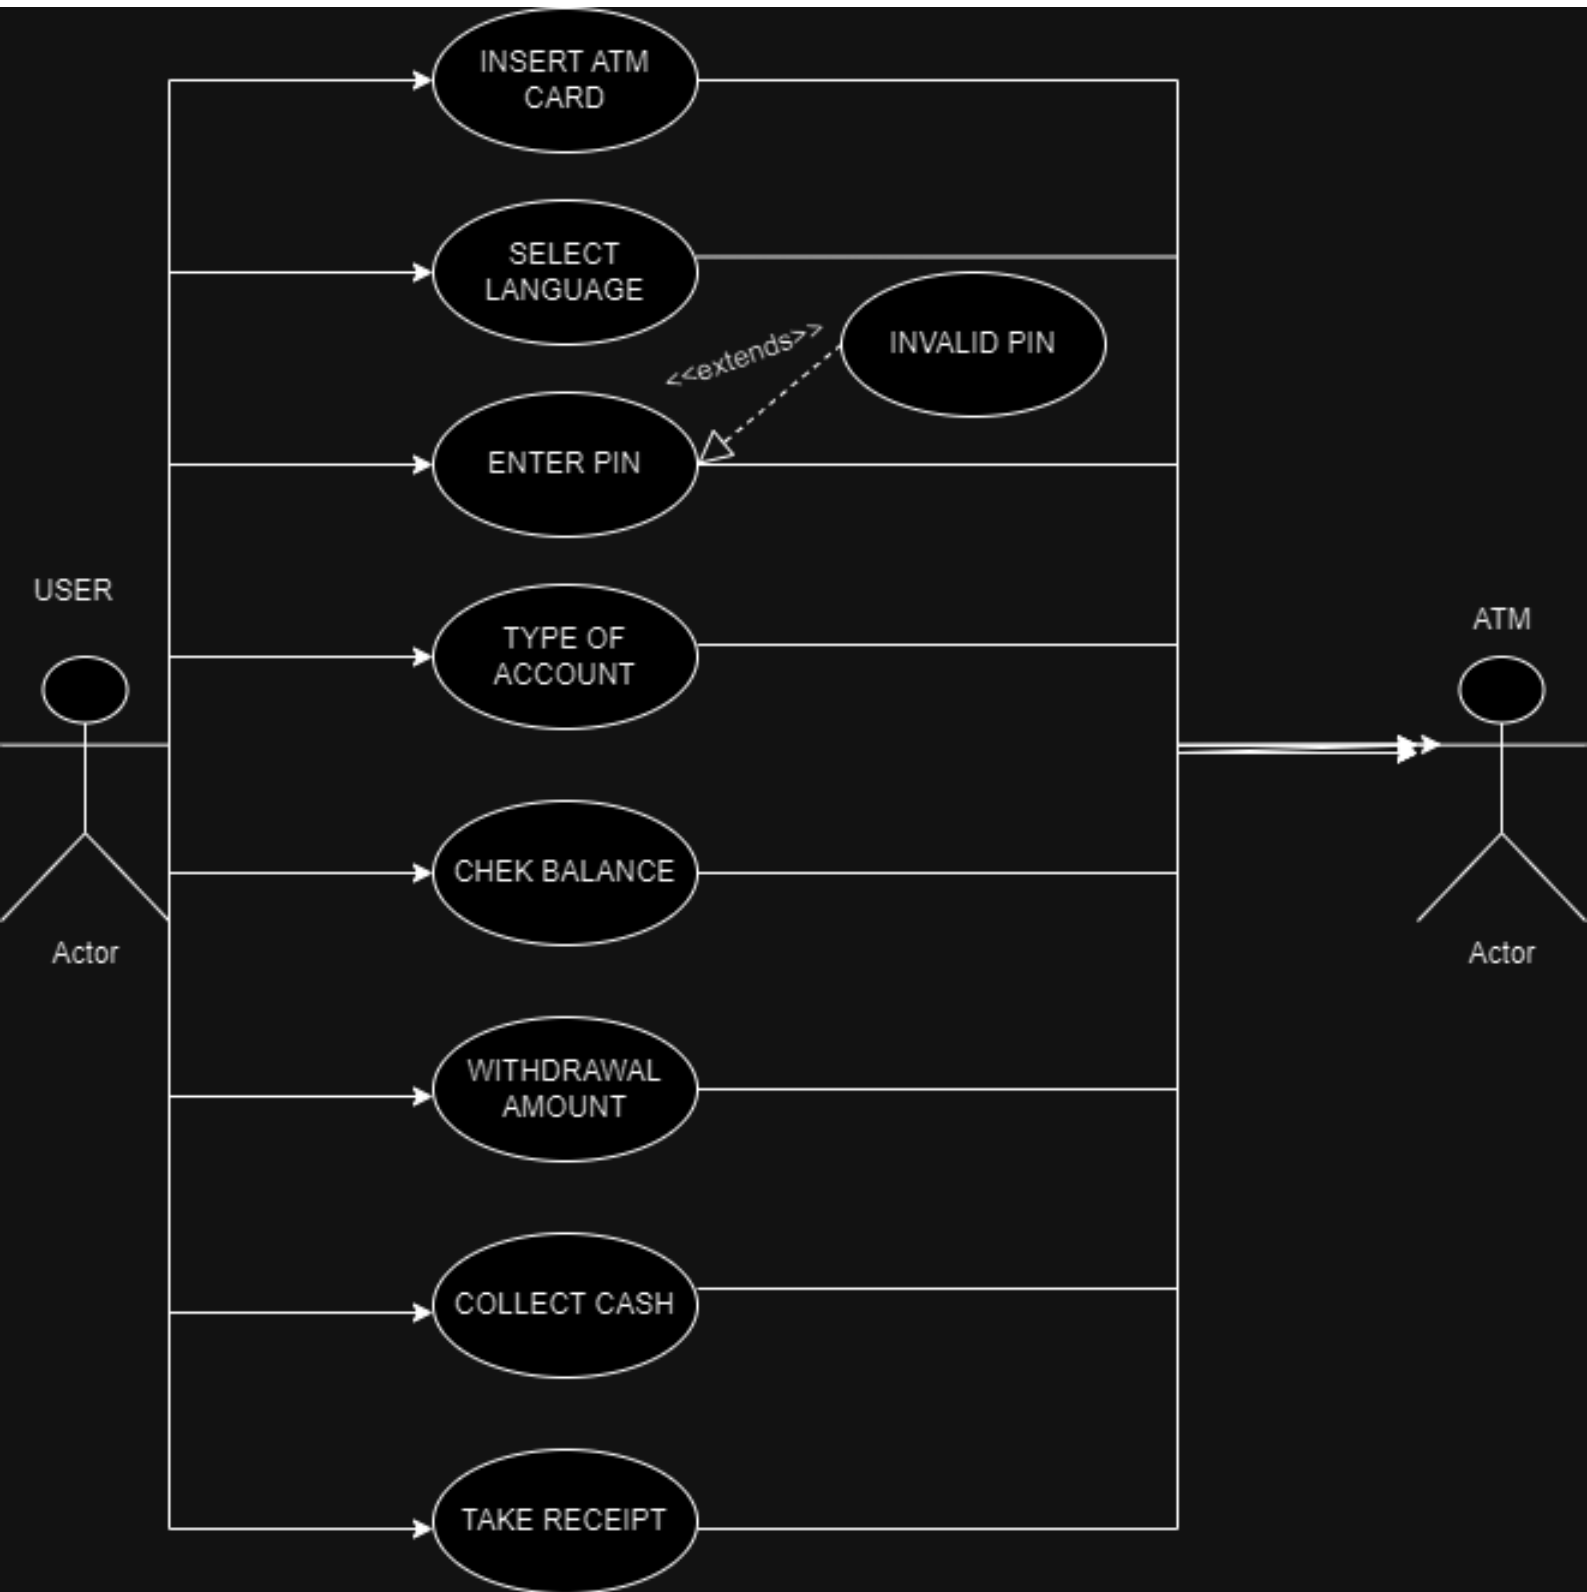 INSERT ATM
CARD
SELECT
LANGUAGE
<<extends>>
INVALID PIN
ENTER PIN
USER
TYPE OF
ACCOUNT
ATM
CHEK BALANCE
Actor
Actor
WITHDRAWAL
AMOUNT
COLLECT CASH
TAKE RECEIPT